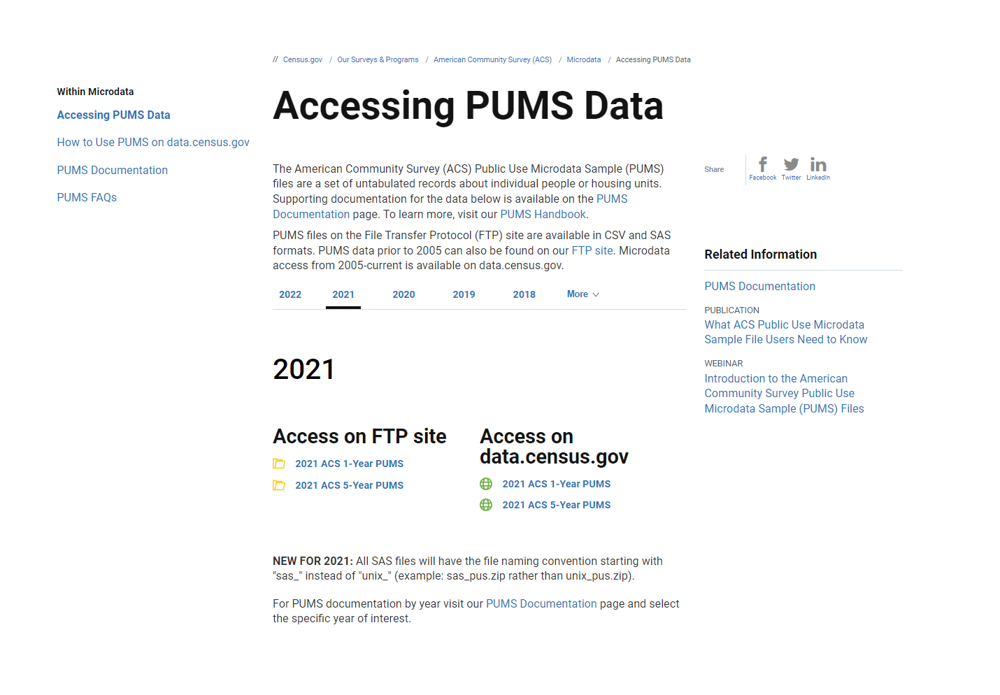 // Census.gov / Our Surveys & Programs / American Community Survey (ACS) / Microdata / Accessing PUMS Data
Within Microdata
Accessing PUMS Data
How to Use PUMS on data.census.gov
PUMS Documentation
PUMS FAQs
Accessing PUMS Data
The American Community Survey (ACS) Public Use Microdata Sample (PUMS)
files are a set of untabulated records about individual people or housing units.
Supporting documentation for the data below is available on the PUMS
Documentation page. To learn more, visit our PUMS Handbook.
PUMS files on the File Transfer Protocol (FTP) site are available in CSV and SAS
formats. PUMS data prior to 2005 can also be found on our FTP site. Microdata
access from 2005-current is available on data.census.gov.
2022 2021 2020 2019 2018 More
2021
Access on FTP site
2021 ACS 1-Year PUMS
2021 ACS 5-Year PUMS
Access on
data.census.gov
2021 ACS 1-Year PUMS
2021 ACS 5-Year PUMS
NEW FOR 2021: All SAS files will have the file naming convention starting with
"sas_" instead of "unix_" (example: sas_pus.zip rather than unix_pus.zip).
For PUMS documentation by year visit our PUMS Documentation page and select
the specific year of interest.
Share
Facebook Twitter LinkedIn
Related Information
PUMS Documentation
PUBLICATION
What ACS Public Use Microdata
Sample File Users Need to Know
WEBINAR
Introduction to the American
Community Survey Public Use
Microdata Sample (PUMS) Files